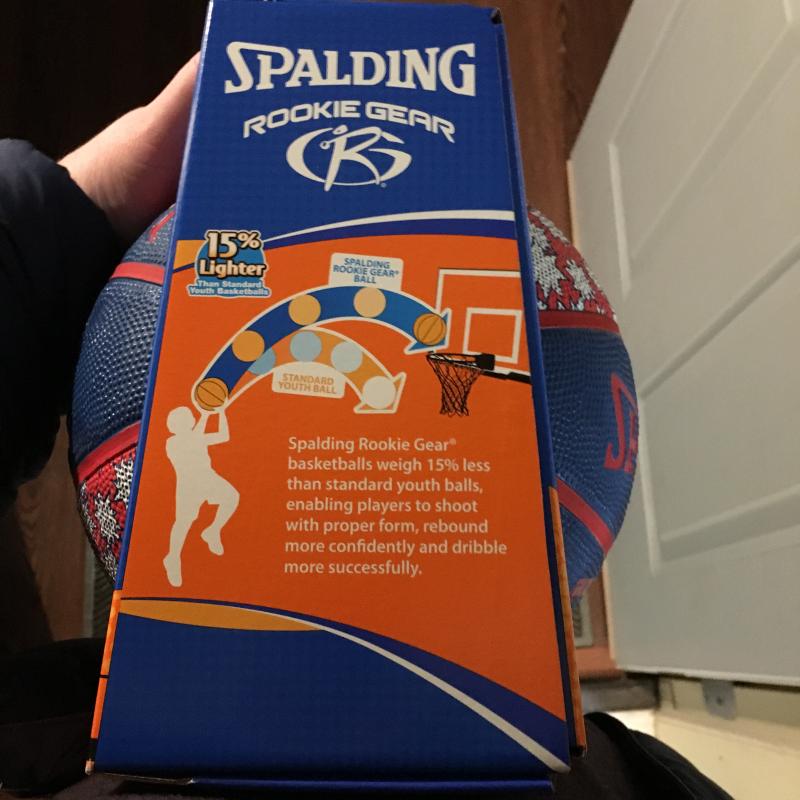 SPALDING
ROOKIE GEAR
RG
15%
Lighter
Than Standard
Youth Basketballs
SPALDING
ROOKIE GEAR®
BALL
STANDARD
YOUTH BALL
Spalding Rookie Gear®
basketballs weigh 15% less
than standard youth balls,
enabling players to shoot
with proper form, rebound
more confidently and dribble
more successfully.